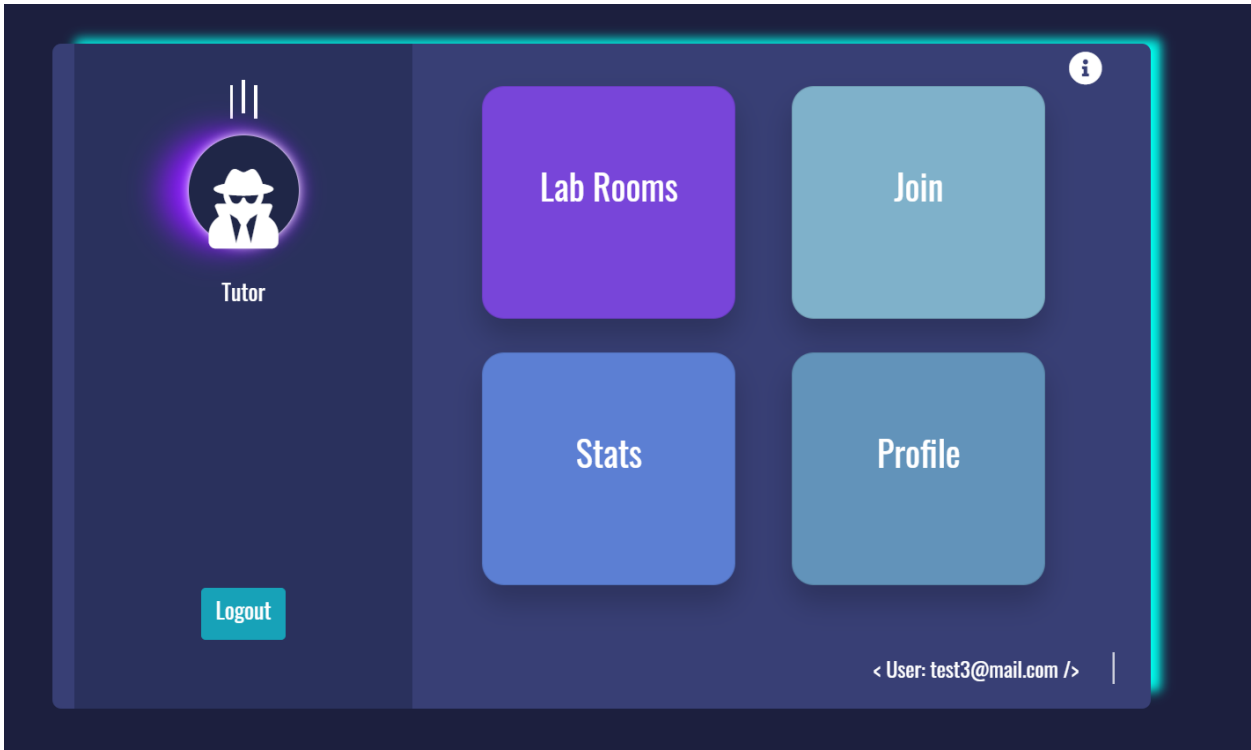 Tutor
Logout
Lab Rooms
Join
Stats
Profile
< User: test3@mail.com />